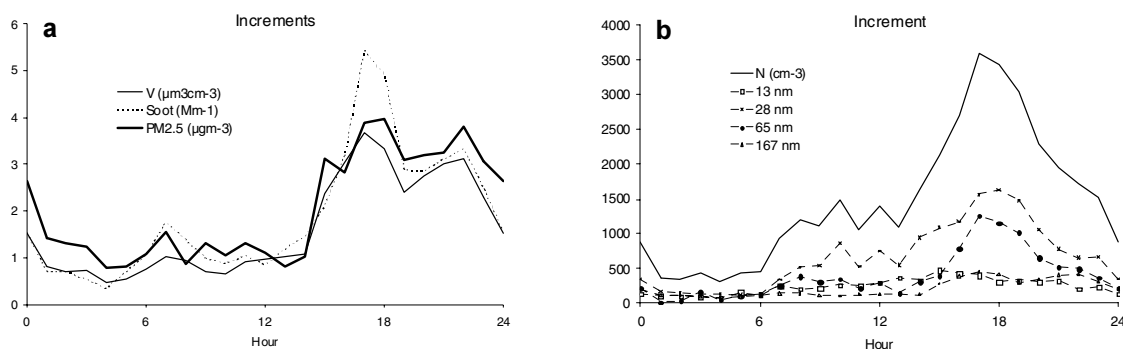 a
Increments
6
5
4
3
2
1
0
V (µm3cm-3)
Soot (Mm-1)
PM2.5 (µgm-3)
0 6 12 18 24
Hour
b
Increment
4000
3500
3000
2500
2000
1500
1000
500
0
N (cm-3)
13 nm
28 nm
65 nm
167 nm
0 6 12 18 24
Hour